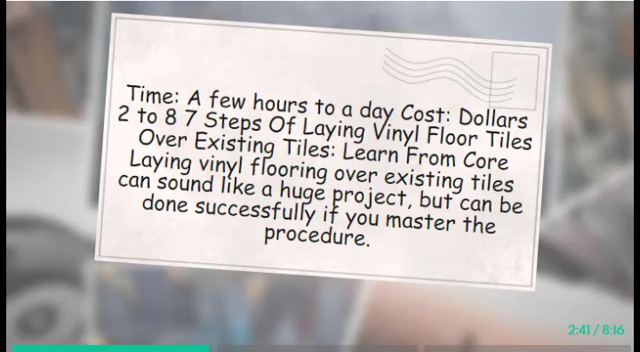 Time: A few hours to a day Cost: Dollars
2 to 8 7 Steps Of Laying Vinyl Floor Tiles
Over Existing Tiles: Learn From Core
Laying vinyl flooring over existing tiles
can sound like a huge project, but can be
done successfully if you master the
procedure.
2:41 / 8:16